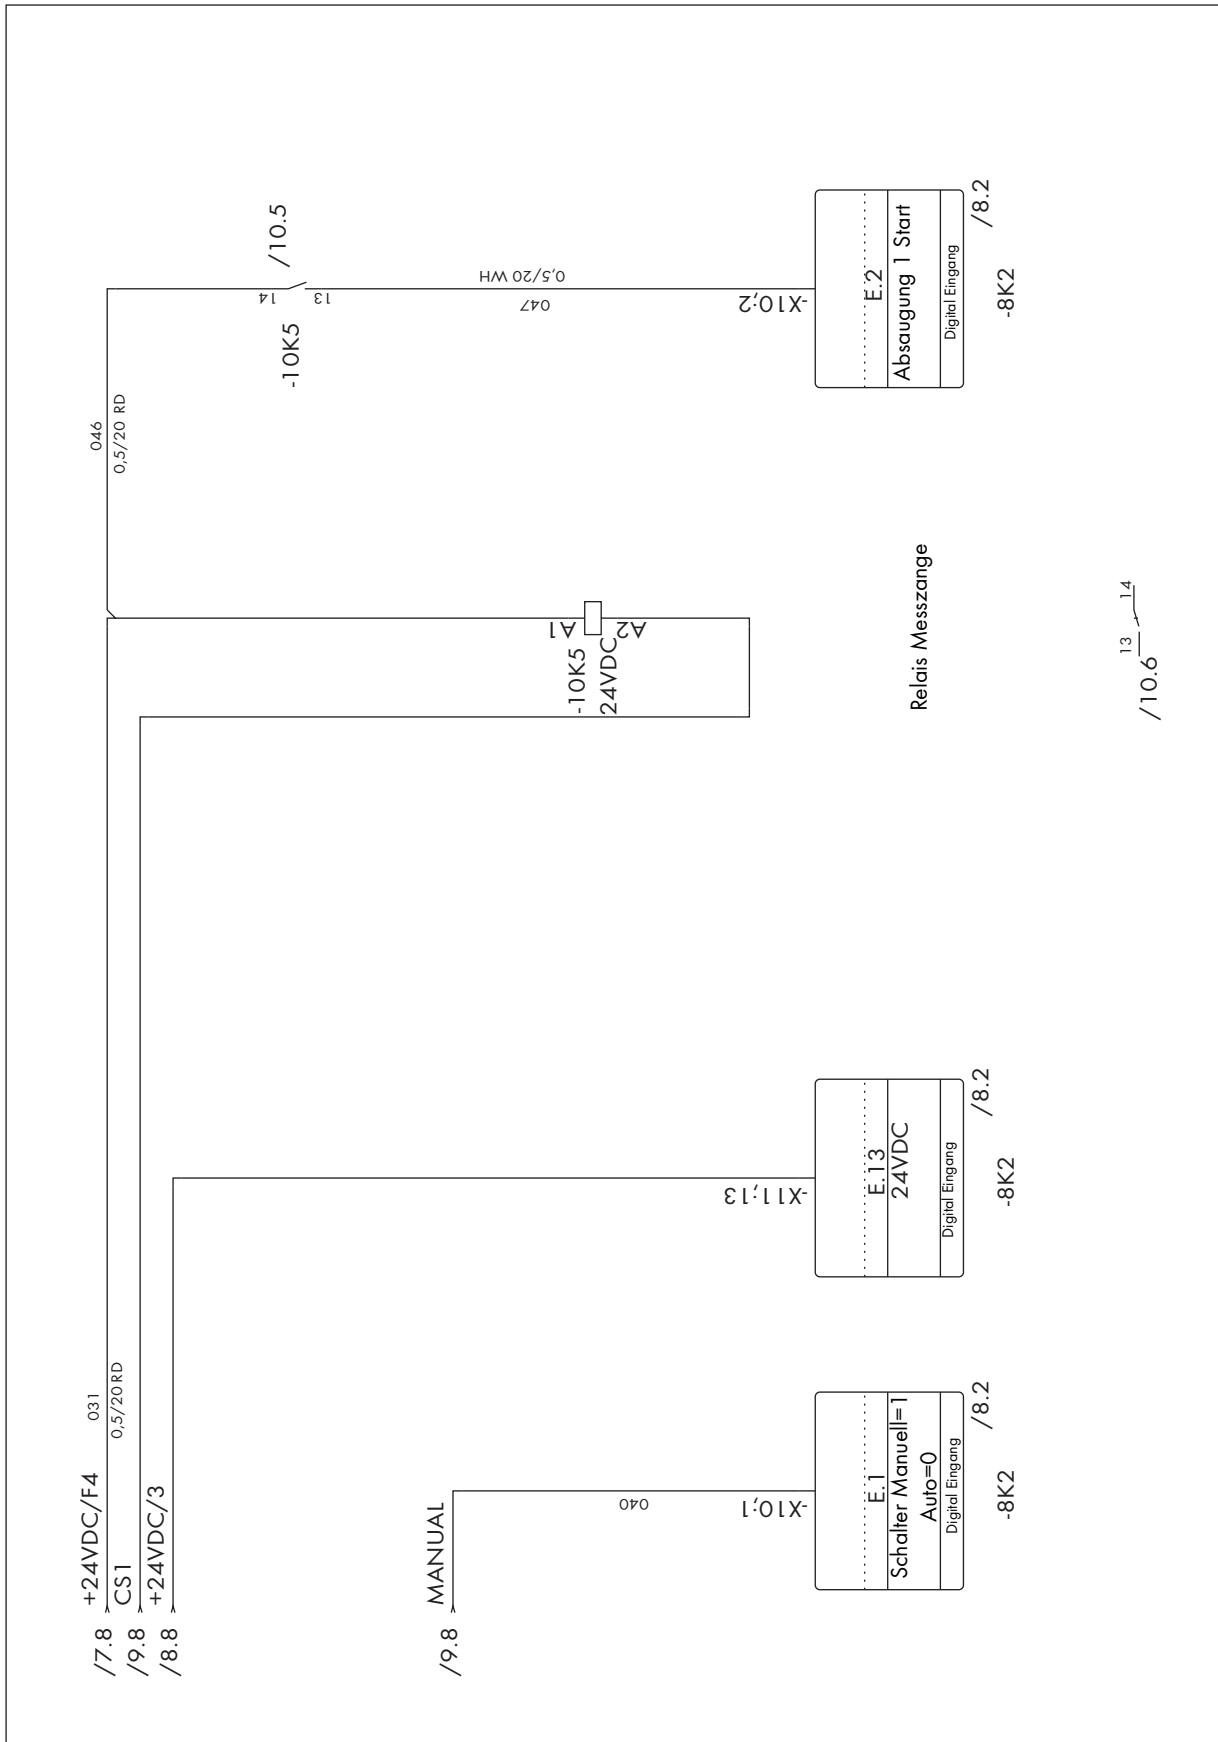 /7.8
+24VDC/F4
031
0,5/20 RD
046
0,5/20 RD
/9.8
CS1
/8.8
+24VDC/3
/9.8
MANUAL
040
-X10:1
E.1
Schalter Manuell=1
Auto=0
Digital Eingang
/8.2
-8K2
-X11;13
E.13
24VDC
Digital Eingang
/8.2
-8K2
-10K5
24VDC
A1
A2
Relais Messzange
13
14
/10.6
-10K5
14
13
/10.5
047
0,5/20 WH
-X10:2
E.2
Absaugung 1 Start
Digital Eingang
/8.2
-8K2